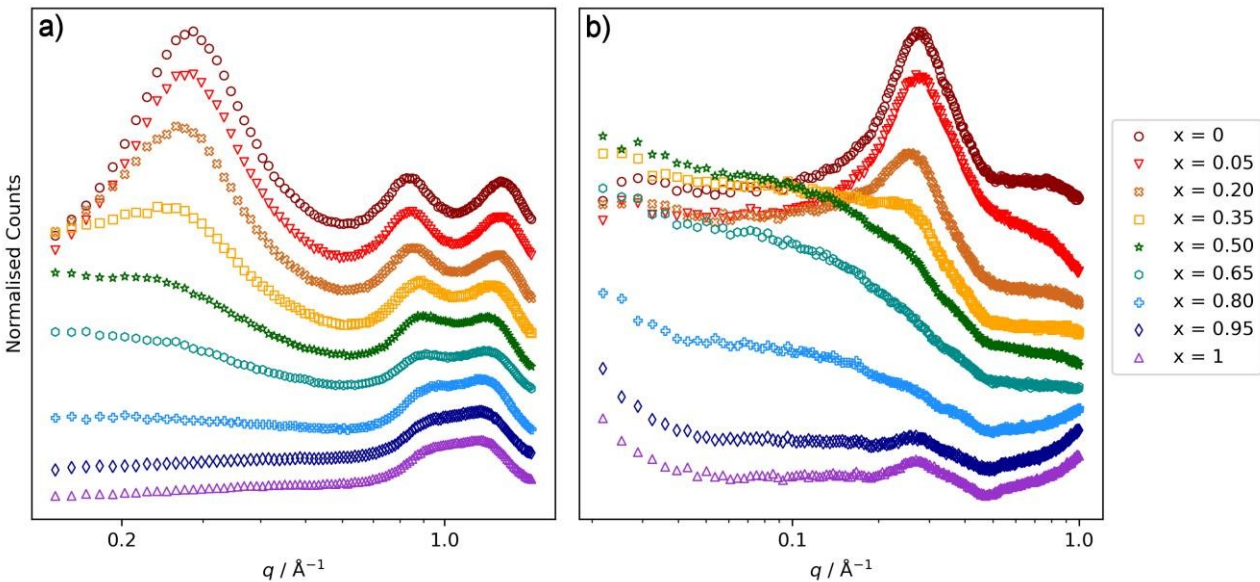 a)
b)
Normalised Counts
0.2
1.0
q / Å⁻¹
0.1
1.0
q / Å⁻¹
x = 0
x = 0.05
x = 0.20
x = 0.35
x = 0.50
x = 0.65
x = 0.80
x = 0.95
x = 1